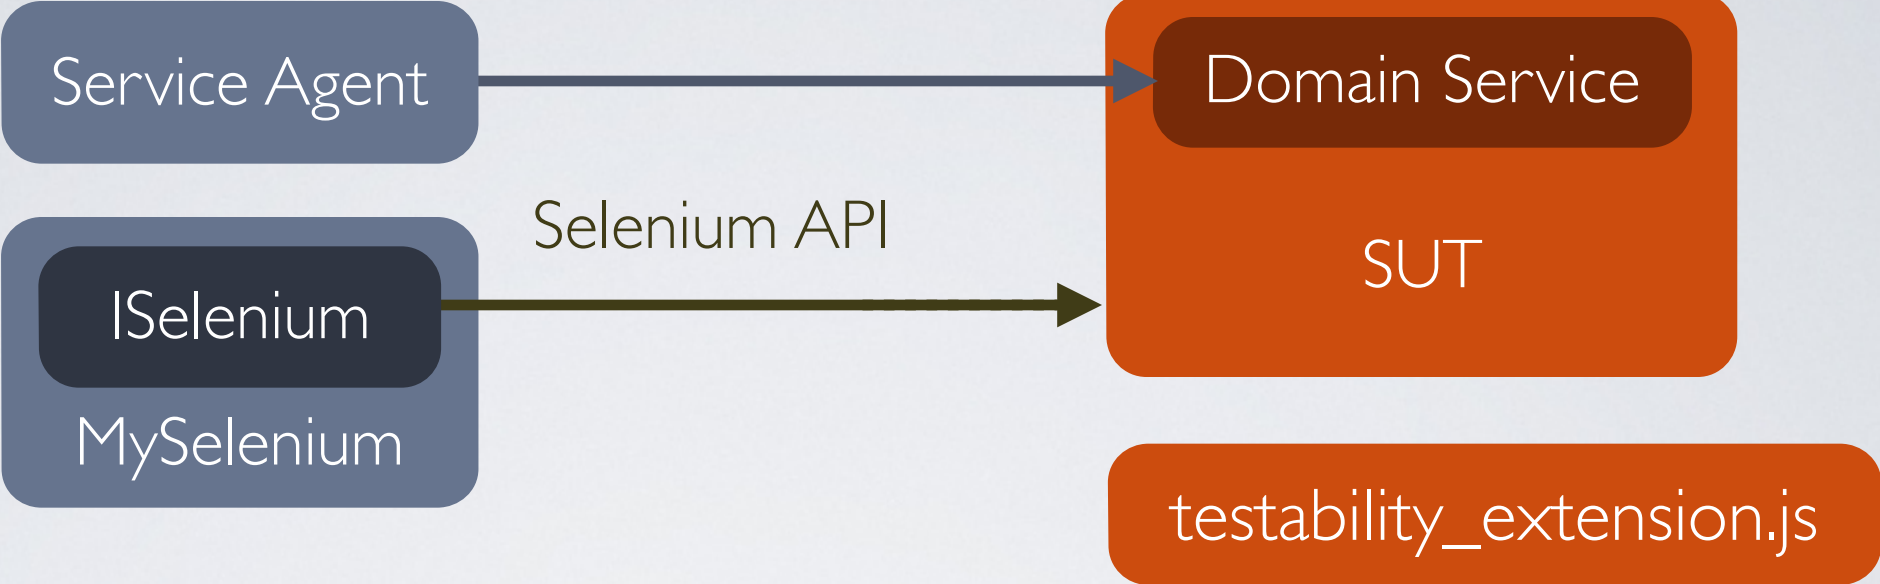 Service Agent
Domain Service
Selenium API
SUT
ISelenium
MySelenium
testability_extension.js